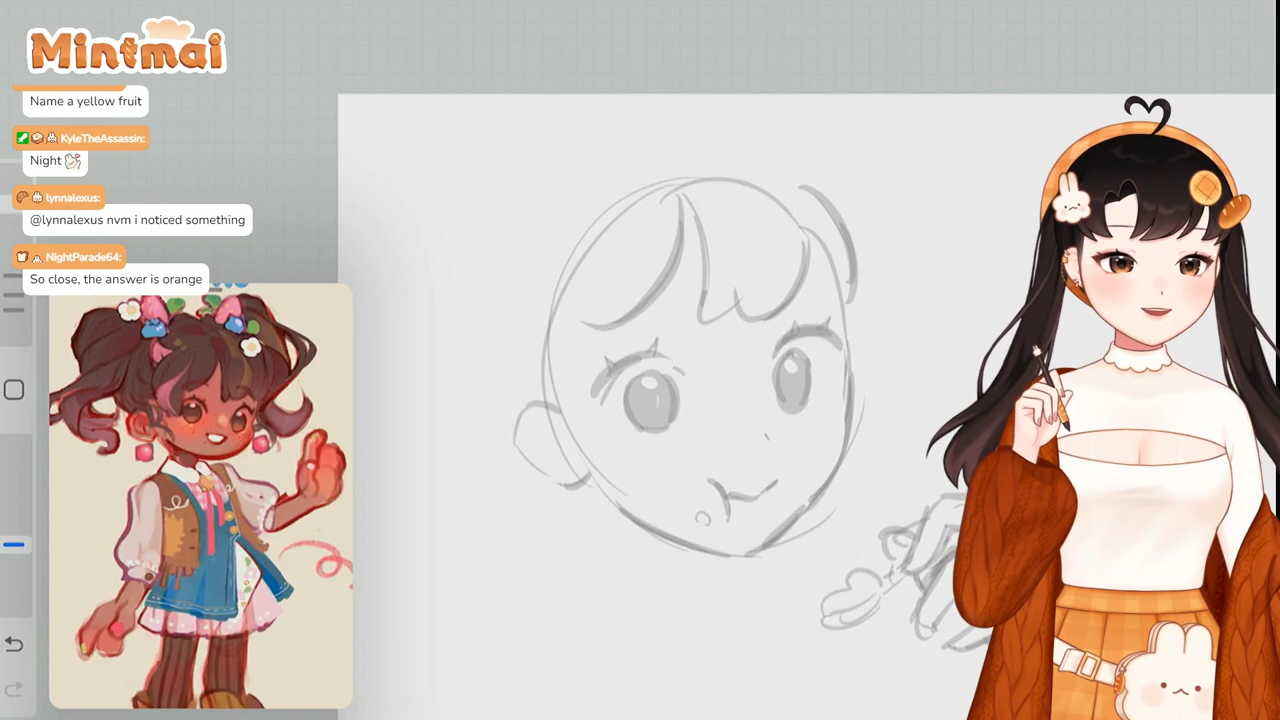 Mintmai
Name a yellow fruit
KyleTheAssassin:
Night
lynnalexus:
@lynnalexus nvm i noticed something
NightParade64:
So close, the answer is orange